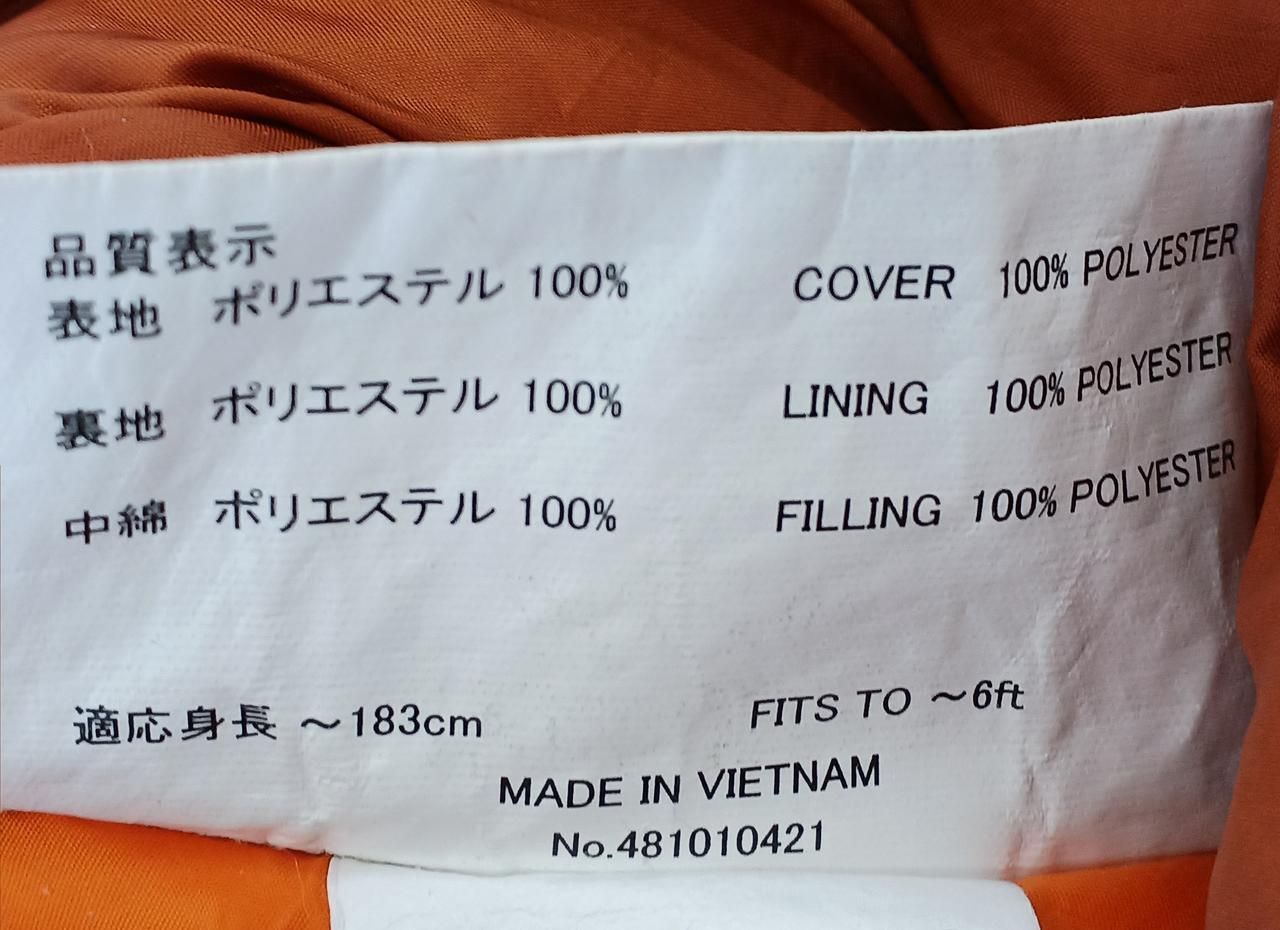 品質表示
表地 ポリエステル 100% COVER 100% POLYESTER
裏地 ポリエステル 100% LINING 100% POLYESTER
中綿 ポリエステル 100% FILLING 100% POLYESTER
適応身長 ～183cm FITS TO ～6ft
MADE IN VIETNAM
No.481010421